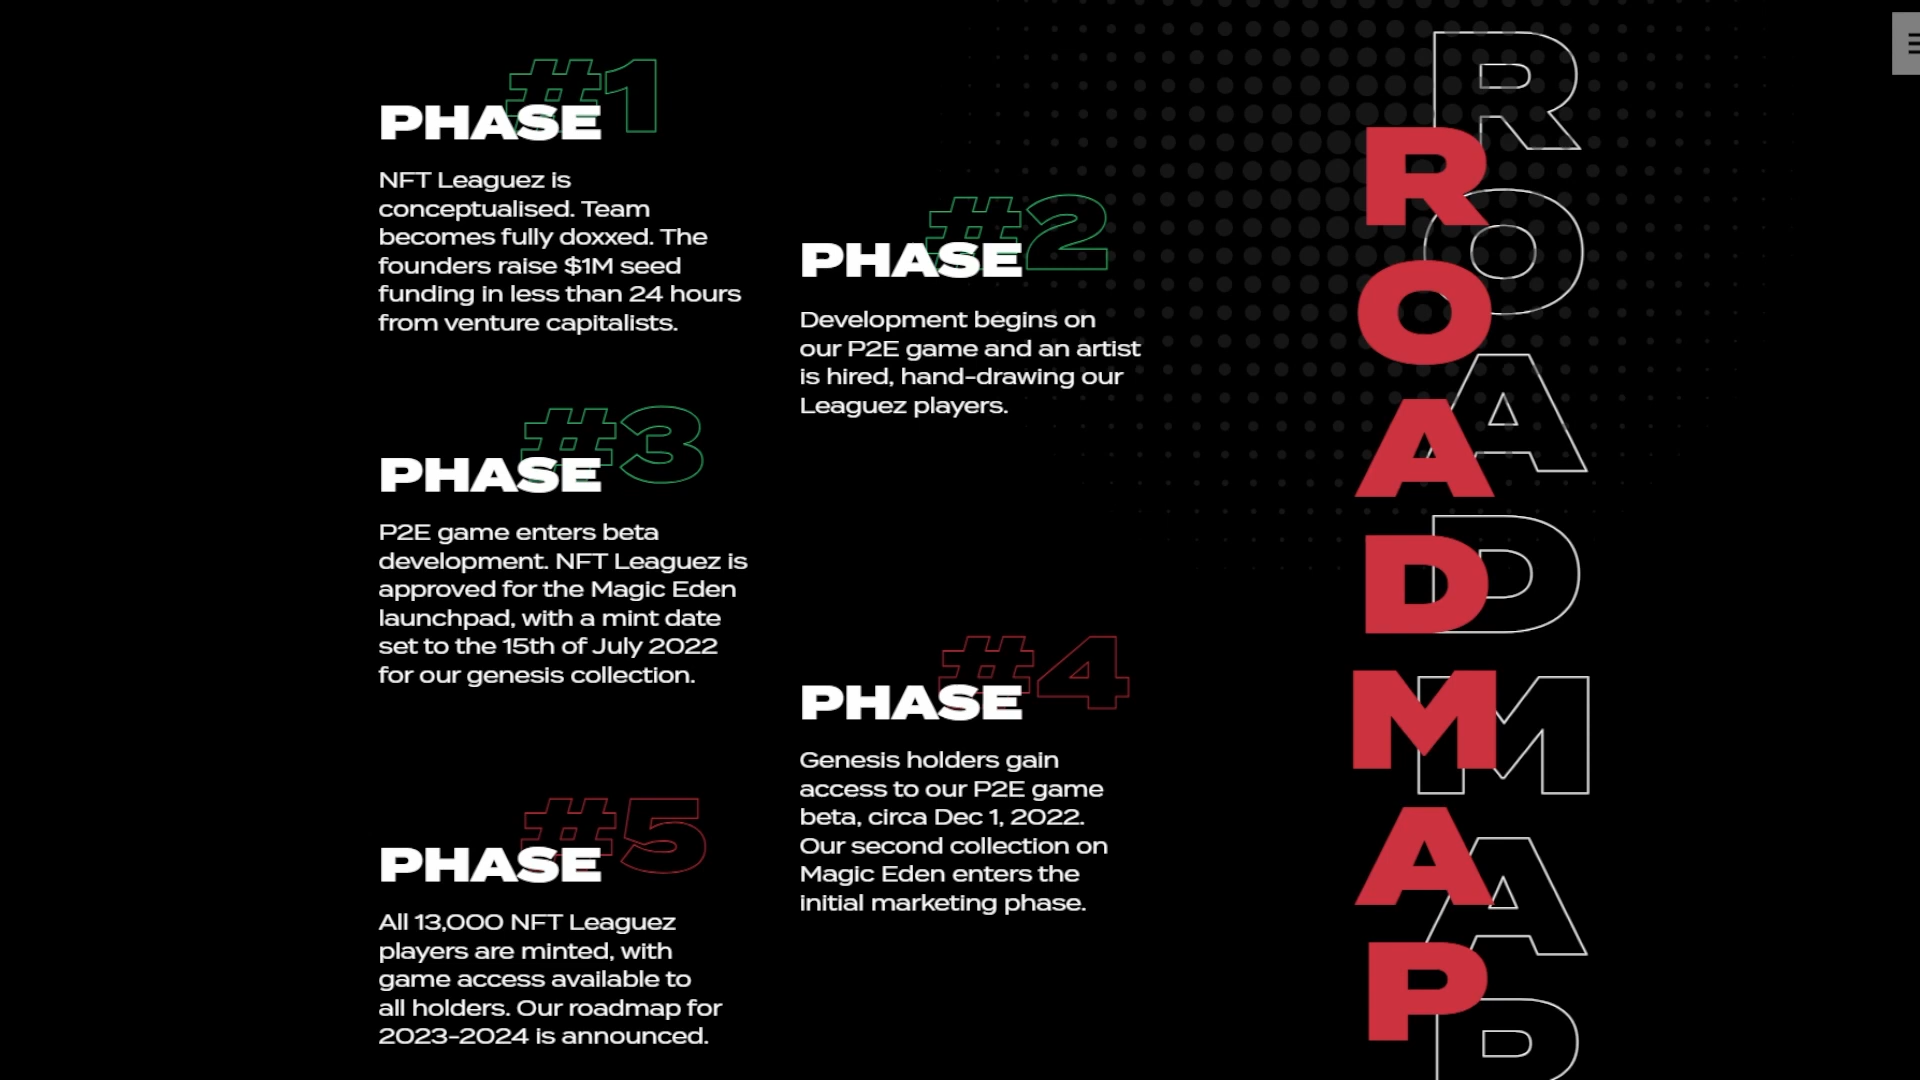 #1
PHASE
NFT Leaguez is
conceptualised. Team
becomes fully doxxed. The
founders raise $1M seed
funding in less than 24 hours
from venture capitalists.
#2
PHASE
Development begins on
our P2E game and an artist
is hired, hand-drawing our
Leaguez players.
#3
PHASE
P2E game enters beta
development. NFT Leaguez is
approved for the Magic Eden
launchpad, with a mint date
set to the 15th of July 2022
for our genesis collection.
#4
PHASE
Genesis holders gain
access to our P2E game
beta, circa Dec 1, 2022.
Our second collection on
Magic Eden enters the
initial marketing phase.
#5
PHASE
All 13,000 NFT Leaguez
players are minted, with
game access available to
all holders. Our roadmap for
2023-2024 is announced.
ROADMAP
ROADMAP